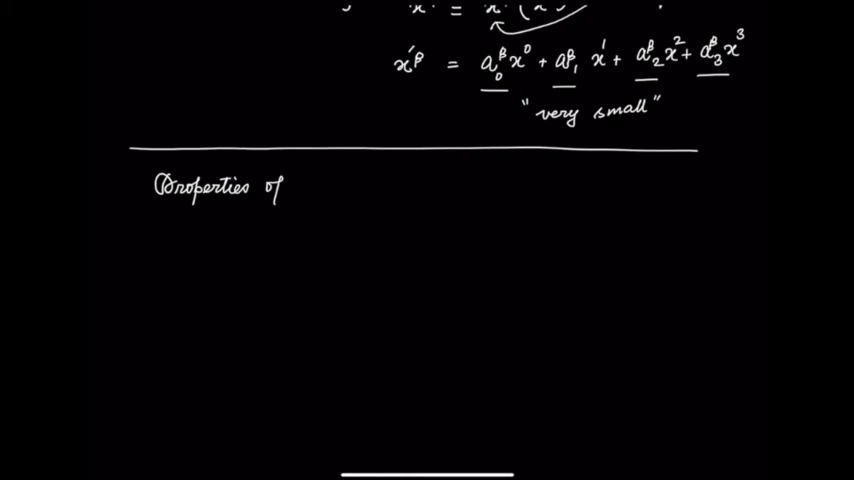 x'^β = a^β_0 x^0 + a^β_1 x^1 + a^β_2 x^2 + a^β_3 x^3
"very small"
Properties of